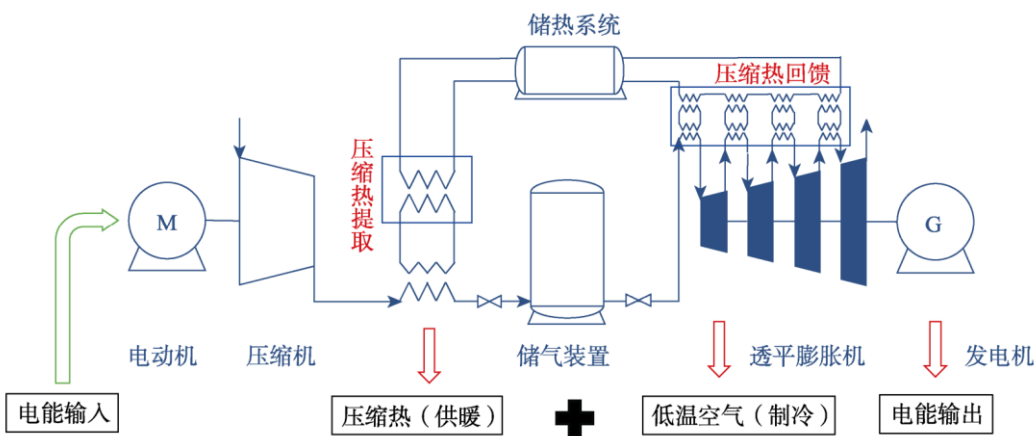 储热系统
压缩热回馈
压缩热提取
M
G
电动机
压缩机
储气装置
透平膨胀机
发电机
电能输入
压缩热（供暖）
低温空气（制冷）
电能输出